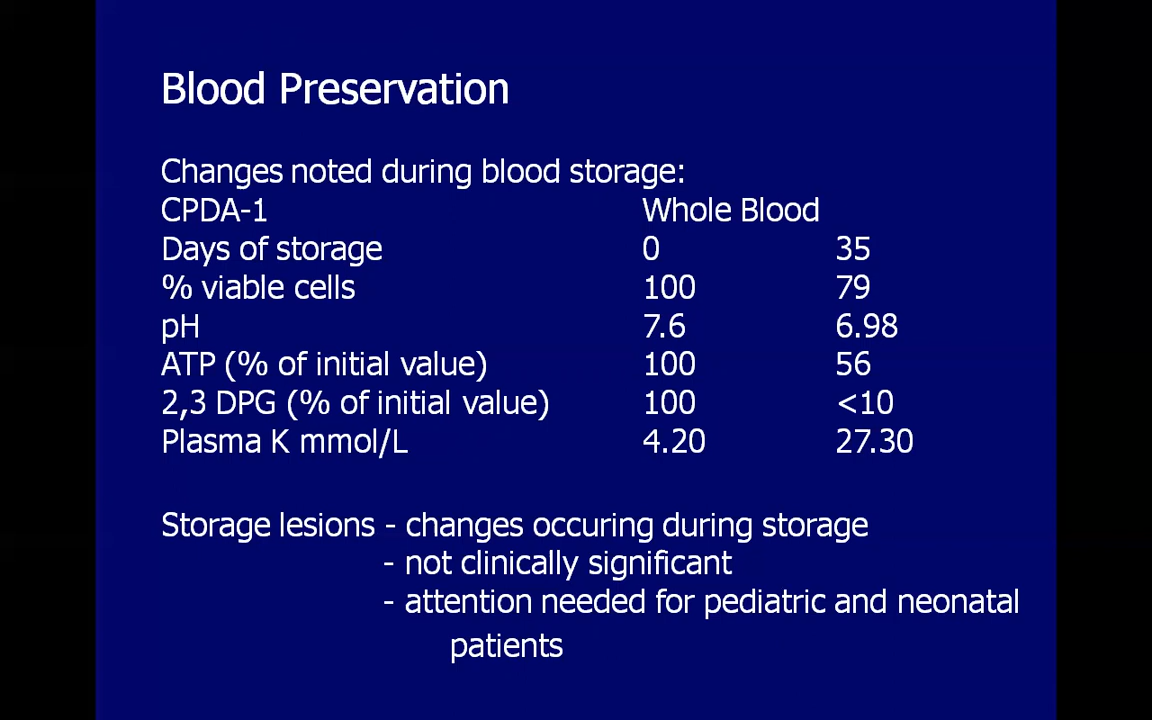 Blood Preservation
Changes noted during blood storage:
CPDA-1 Whole Blood
Days of storage 0 35
% viable cells 100 79
pH 7.6 6.98
ATP (% of initial value) 100 56
2,3 DPG (% of initial value) 100 <10
Plasma K mmol/L 4.20 27.30
Storage lesions - changes occuring during storage
- not clinically significant
- attention needed for pediatric and neonatal
patients